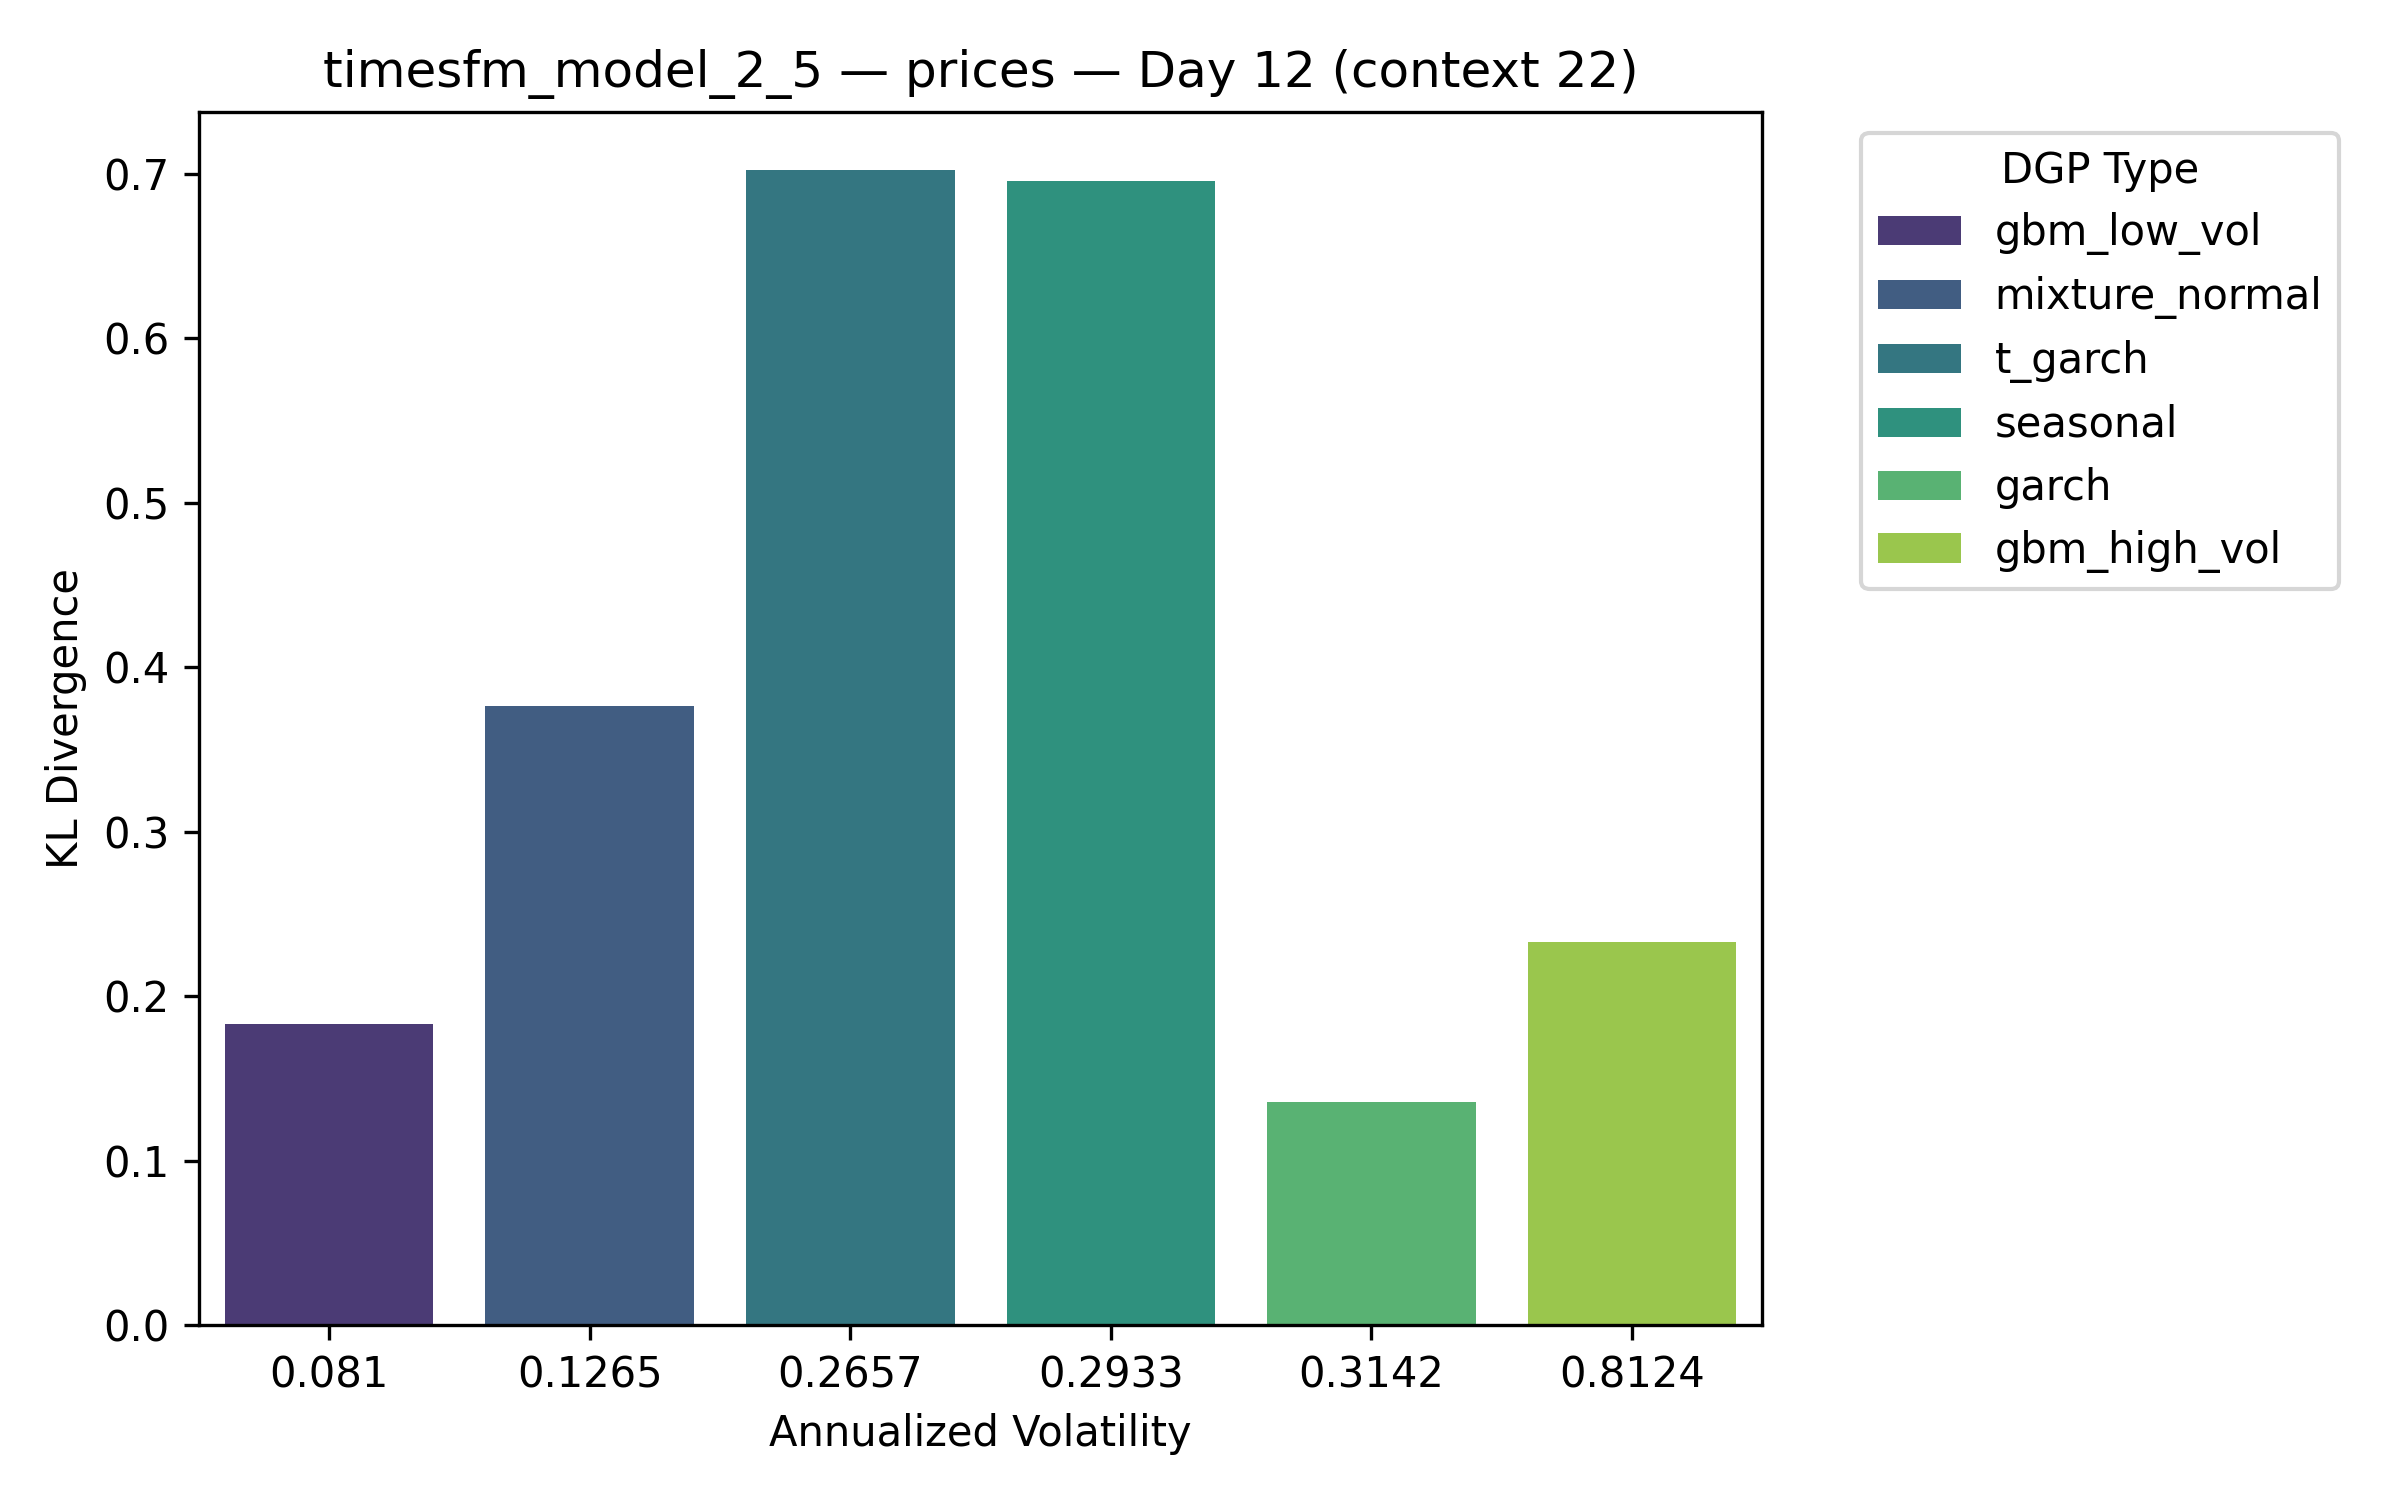 timesfm_model_2_5 — prices — Day 12 (context 22)
KL Divergence
0.7
0.6
0.5
0.4
0.3
0.2
0.1
0.0
0.081 0.1265 0.2657 0.2933 0.3142 0.8124
Annualized Volatility
DGP Type
gbm_low_vol
mixture_normal
t_garch
seasonal
garch
gbm_high_vol